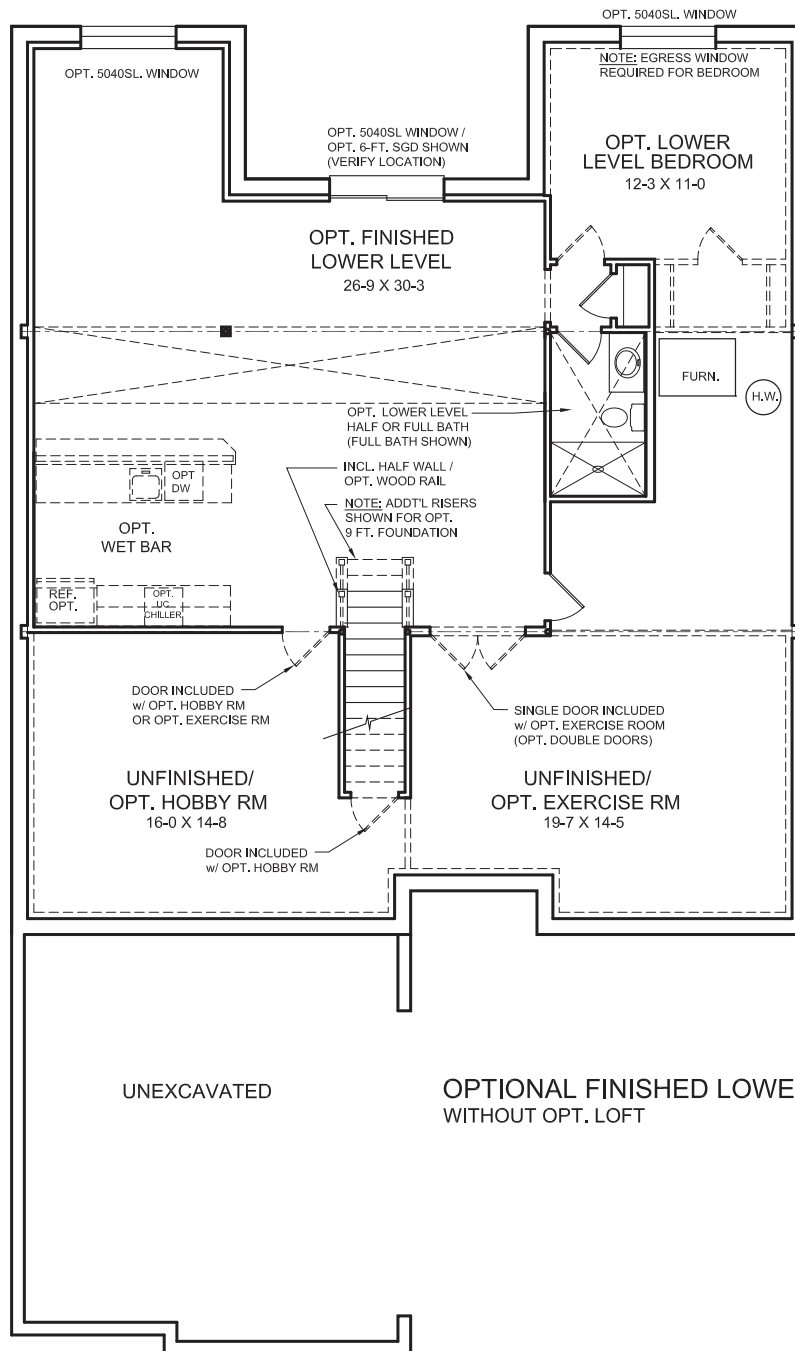 OPT. 5040SL. WINDOW
OPT. 5040SL. WINDOW
NOTE: EGRESS WINDOW
REQUIRED FOR BEDROOM
OPT. 5040SL WINDOW /
OPT. 6-FT. SGD SHOWN
(VERIFY LOCATION)
OPT. LOWER
LEVEL BEDROOM
12-3 X 11-0
OPT. FINISHED
LOWER LEVEL
26-9 X 30-3
FURN.
H.W.
OPT. LOWER LEVEL
HALF OR FULL BATH
(FULL BATH SHOWN)
INCL. HALF WALL /
OPT. WOOD RAIL
OPT
DW
NOTE: ADDT'L RISERS
SHOWN FOR OPT.
9 FT. FOUNDATION
OPT.
WET BAR
REF.
OPT.
OPT.
UC
CHILLER
DOOR INCLUDED
w/ OPT. HOBBY RM
OR OPT. EXERCISE RM
SINGLE DOOR INCLUDED
w/ OPT. EXERCISE ROOM
(OPT. DOUBLE DOORS)
UNFINISHED/
OPT. HOBBY RM
16-0 X 14-8
UNFINISHED/
OPT. EXERCISE RM
19-7 X 14-5
DOOR INCLUDED
w/ OPT. HOBBY RM
UNEXCAVATED
OPTIONAL FINISHED LOWE
WITHOUT OPT. LOFT